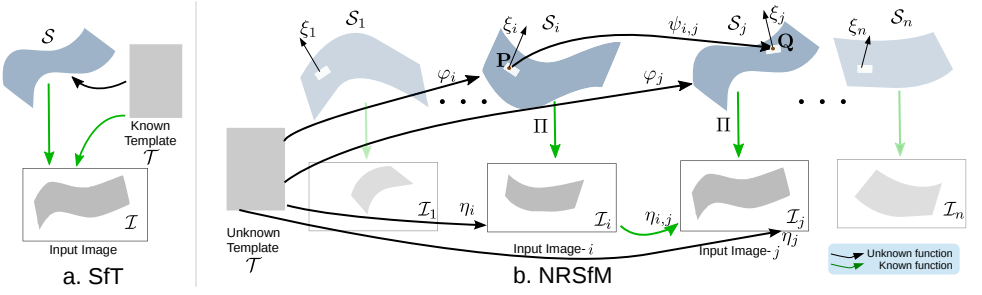 𝒮
Known
Template
𝒯
ℐ
Input Image
a. SfT
ξ₁
𝒮₁
ξᵢ
𝒮ᵢ
ψᵢ,ⱼ
𝒮ⱼ
ξⱼ
ξₙ
𝒮ₙ
P
Q
φᵢ
φⱼ
• • •
• • •
Π
Π
Unknown
Template
𝒯
ℐ₁
ηᵢ
ℐᵢ
ηᵢ,ⱼ
ℐⱼ
ℐₙ
ηⱼ
Input Image- i
Input Image- j
b. NRSfM
Unknown function
Known function